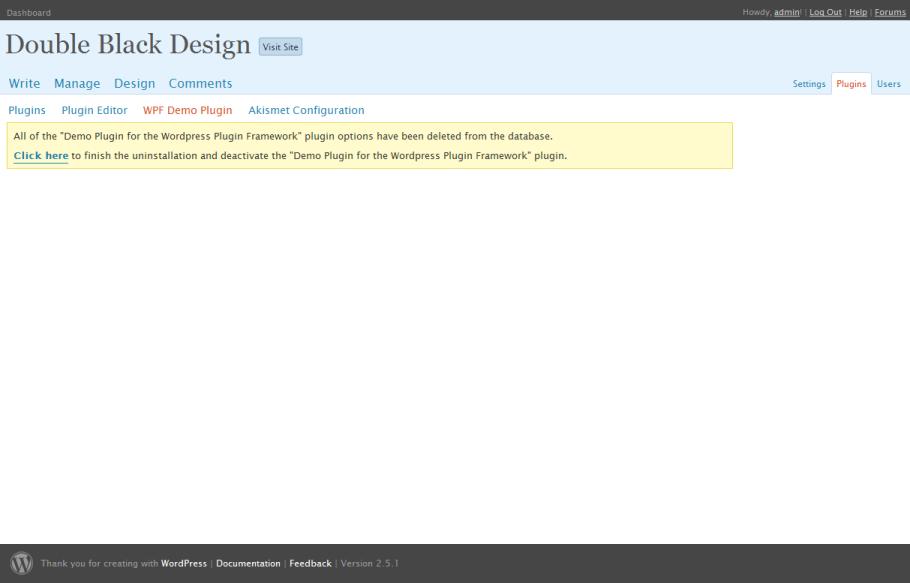 Dashboard
Howdy, admin! | Log Out | Help | Forums
Double Black Design Visit Site
Write Manage Design Comments
Settings Plugins Users
Plugins Plugin Editor WPF Demo Plugin Akismet Configuration
All of the "Demo Plugin for the Wordpress Plugin Framework" plugin options have been deleted from the database.
Click here to finish the uninstallation and deactivate the "Demo Plugin for the Wordpress Plugin Framework" plugin.
Thank you for creating with WordPress | Documentation | Feedback | Version 2.5.1